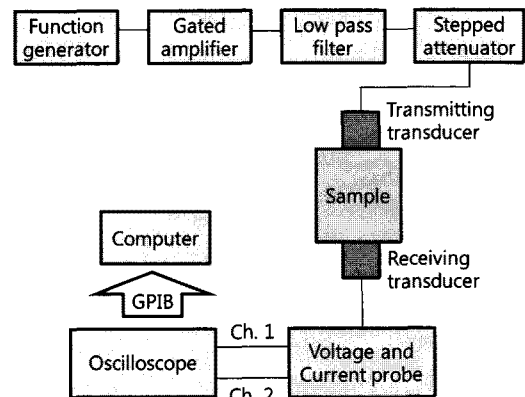 Function
generator
Gated
amplifier
Low pass
filter
Stepped
attenuator
Transmitting
transducer
Sample
Computer
Receiving
transducer
GPIB
Ch. 1
Oscilloscope
Voltage and
Current probe
Ch. 2